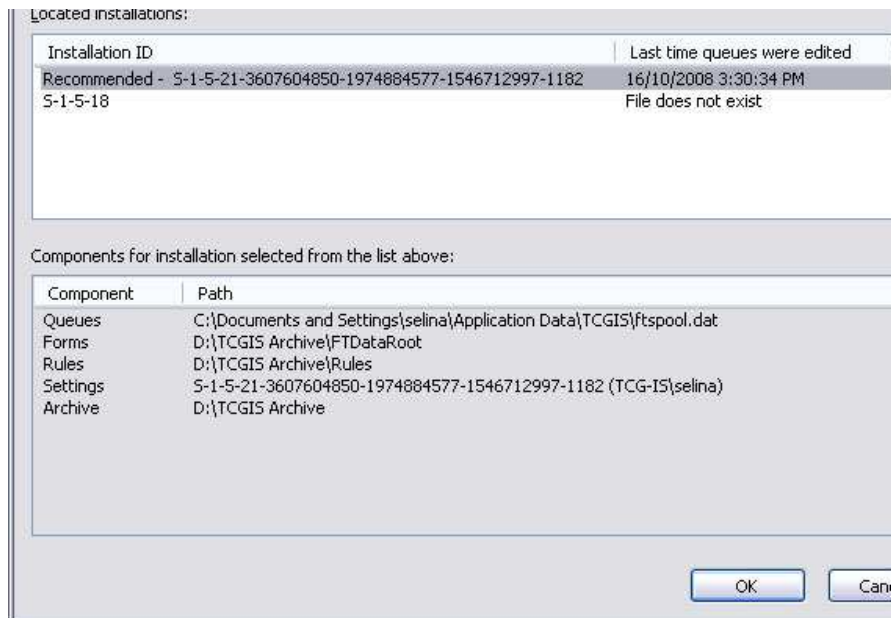 Located installations:
Installation ID Last time queues were edited
Recommended - S-1-5-21-3607604850-1974884577-1546712997-1182 16/10/2008 3:30:34 PM
S-1-5-18 File does not exist
Components for installation selected from the list above:
Component Path
Queues C:\Documents and Settings\selina\Application Data\TCGIS\ftspool.dat
Forms D:\TCGIS Archive\FTDataRoot
Rules D:\TCGIS Archive\Rules
Settings S-1-5-21-3607604850-1974884577-1546712997-1182 (TCG-IS\selina)
Archive D:\TCGIS Archive
OK Canc